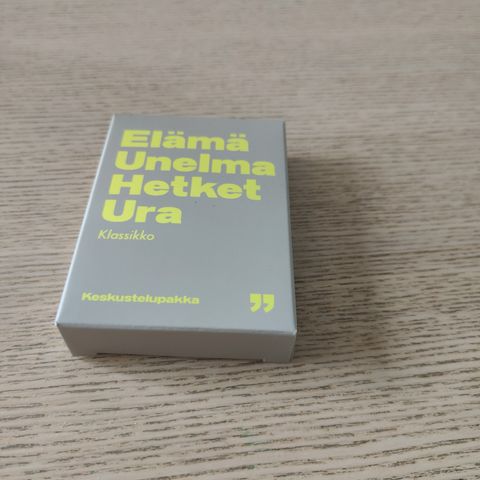 Elämä
Unelma
Hetket
Ura
Klassikko
Keskustelupakka
”